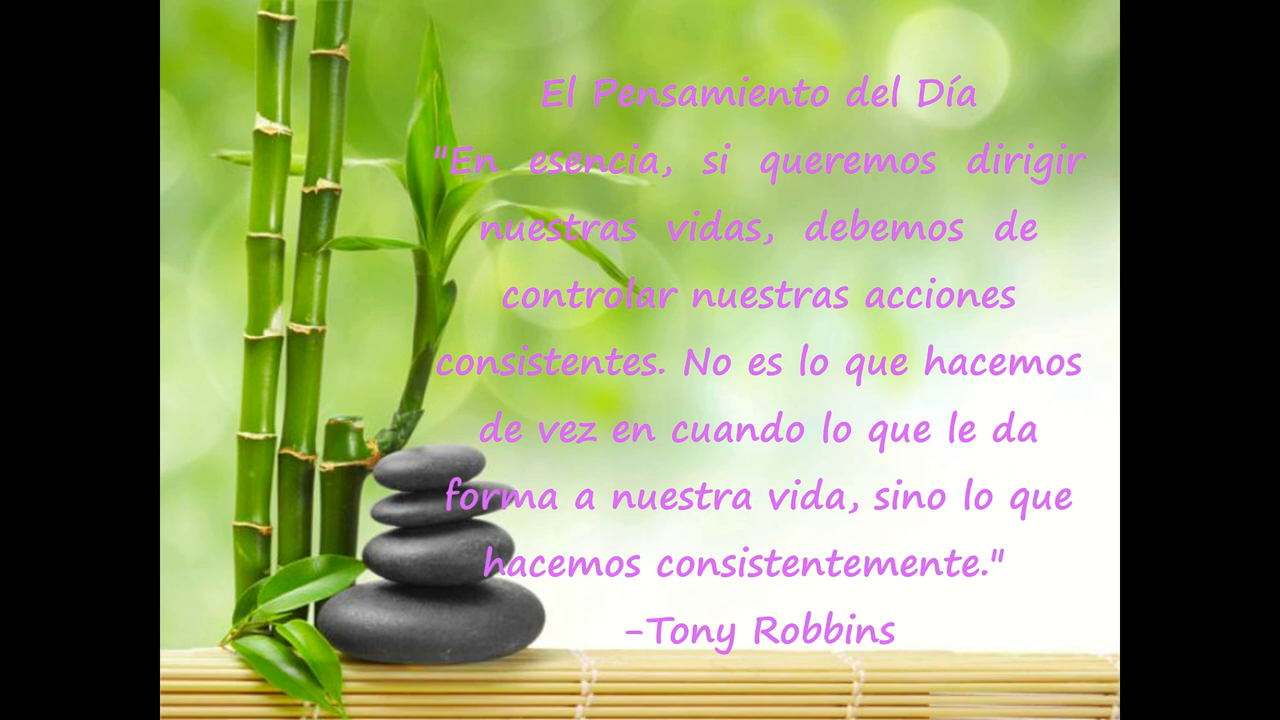 El Pensamiento del Día
"En esencia, si queremos dirigir
nuestras vidas, debemos de
controlar nuestras acciones
consistentes. No es lo que hacemos
de vez en cuando lo que le da
forma a nuestra vida, sino lo que
hacemos consistentemente."
-Tony Robbins